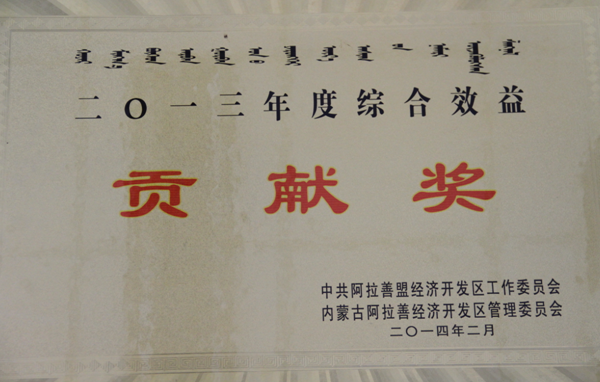 二〇一三年度综合效益
贡献奖
中共阿拉善盟经济开发区工作委员会
内蒙古阿拉善经济开发区管理委员会
二〇一四年二月